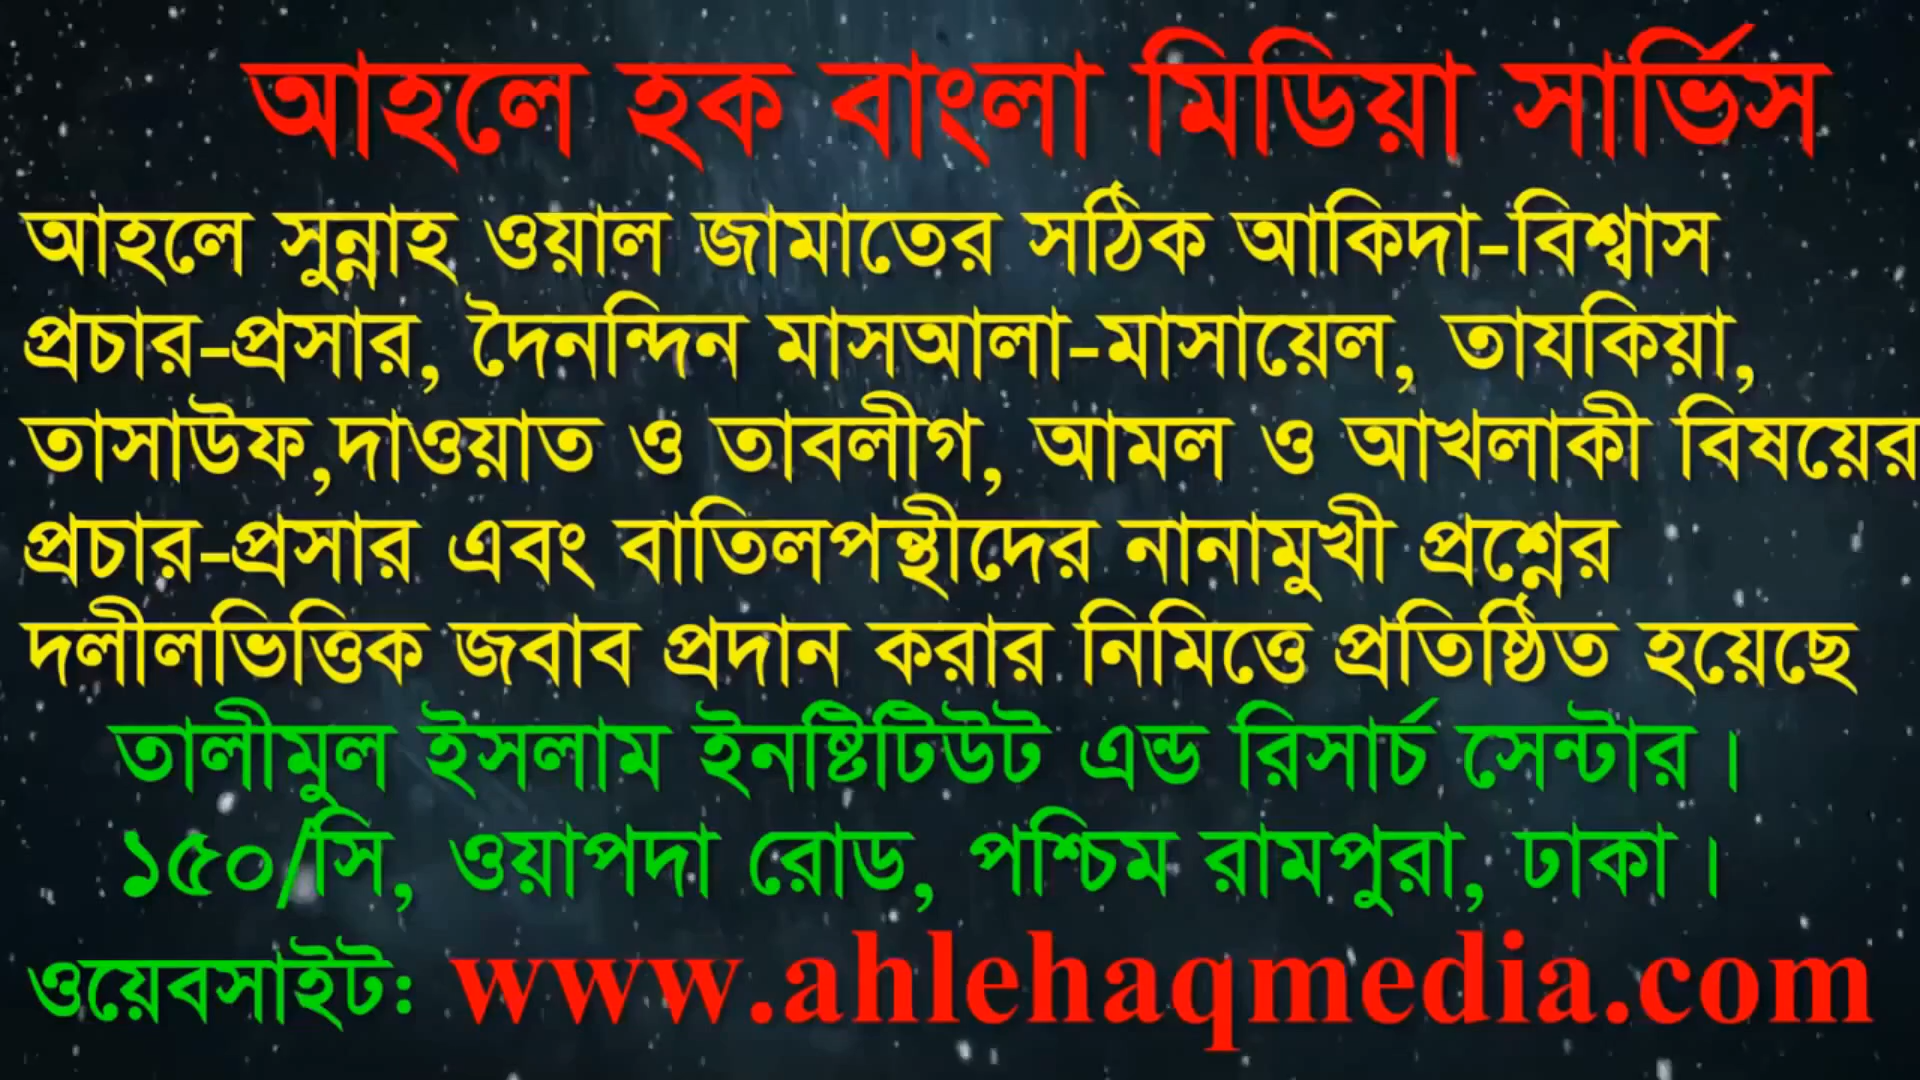 আহলে হক বাংলা মিডিয়া সার্ভিস
আহলে সুন্নাহ ওয়াল জামাতের সঠিক আকিদা-বিশ্বাস
প্রচার-প্রসার, দৈনন্দিন মাসআলা-মাসায়েল, তাযকিয়া,
তাসাউফ,দাওয়াত ও তাবলীগ, আমল ও আখলাকী বিষয়ের
প্রচার-প্রসার এবং বাতিলপন্থীদের নানামুখী প্রশ্নের
দলীলভিত্তিক জবাব প্রদান করার নিমিত্তে প্রতিষ্ঠিত হয়েছে
তালীমুল ইসলাম ইনষ্টিটিউট এন্ড রিসার্চ সেন্টার।
১৫০/সি, ওয়াপদা রোড, পশ্চিম রামপুরা, ঢাকা।
ওয়েবসাইটঃ www.ahlehaqmedia.com